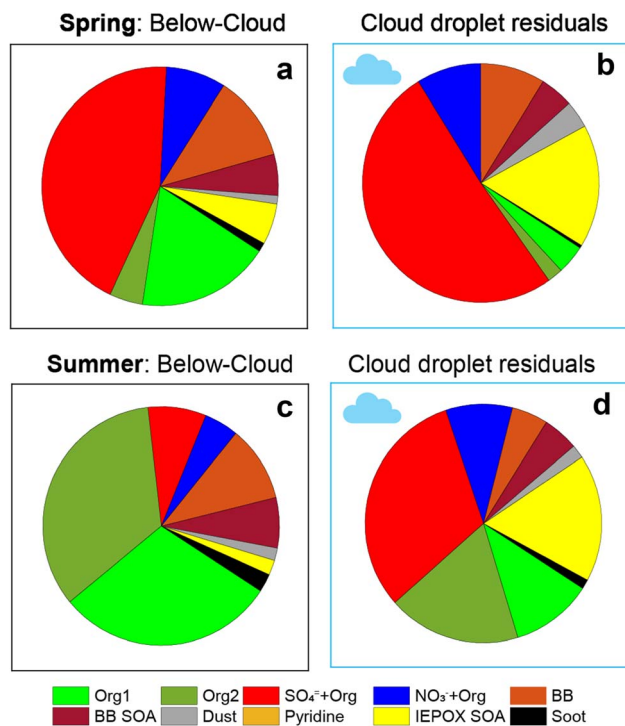 Spring: Below-Cloud Cloud droplet residuals
a b
Summer: Below-Cloud Cloud droplet residuals
c d
Org1 Org2 SO₄⁼+Org NO₃⁻+Org BB
BB SOA Dust Pyridine IEPOX SOA Soot